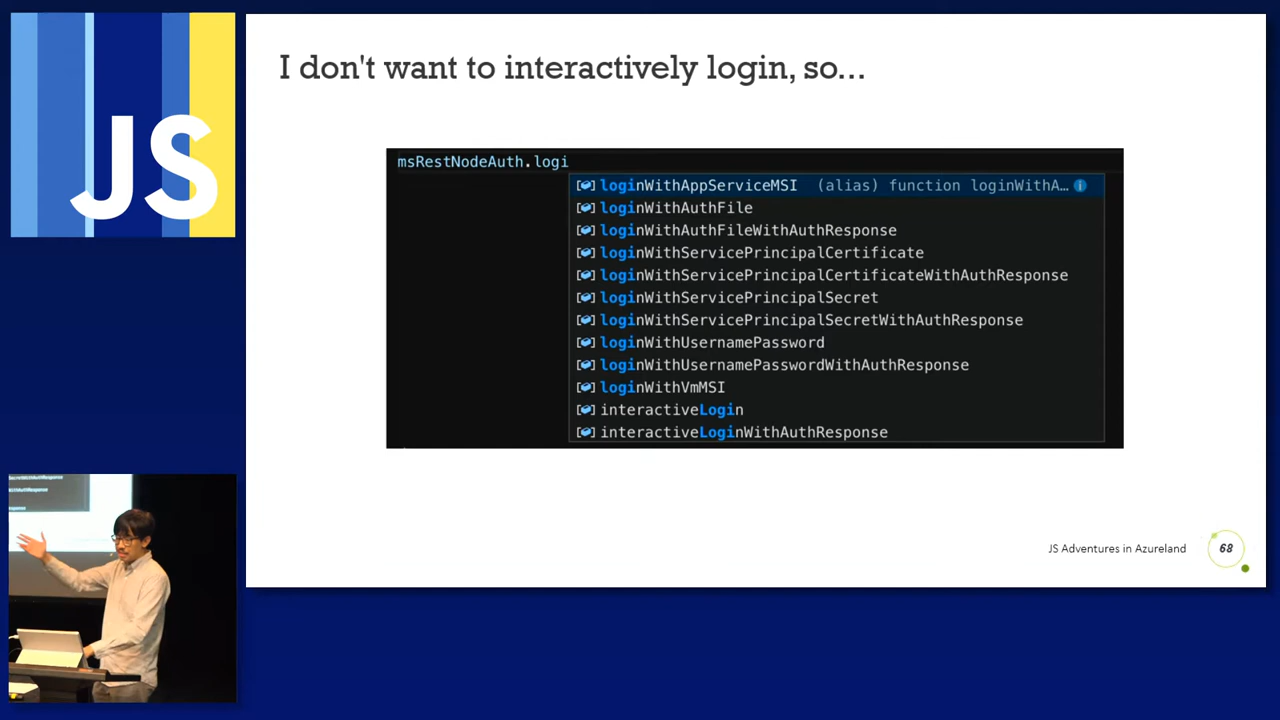 JS
I don't want to interactively login, so...
msRestNodeAuth.logi
loginWithAppServiceMSI (alias) function loginWithA…
loginWithAuthFile
loginWithAuthFileWithAuthResponse
loginWithServicePrincipalCertificate
loginWithServicePrincipalCertificateWithAuthResponse
loginWithServicePrincipalSecret
loginWithServicePrincipalSecretWithAuthResponse
loginWithUsernamePassword
loginWithUsernamePasswordWithAuthResponse
loginWithVmMSI
interactiveLogin
interactiveLoginWithAuthResponse
JS Adventures in Azureland
68